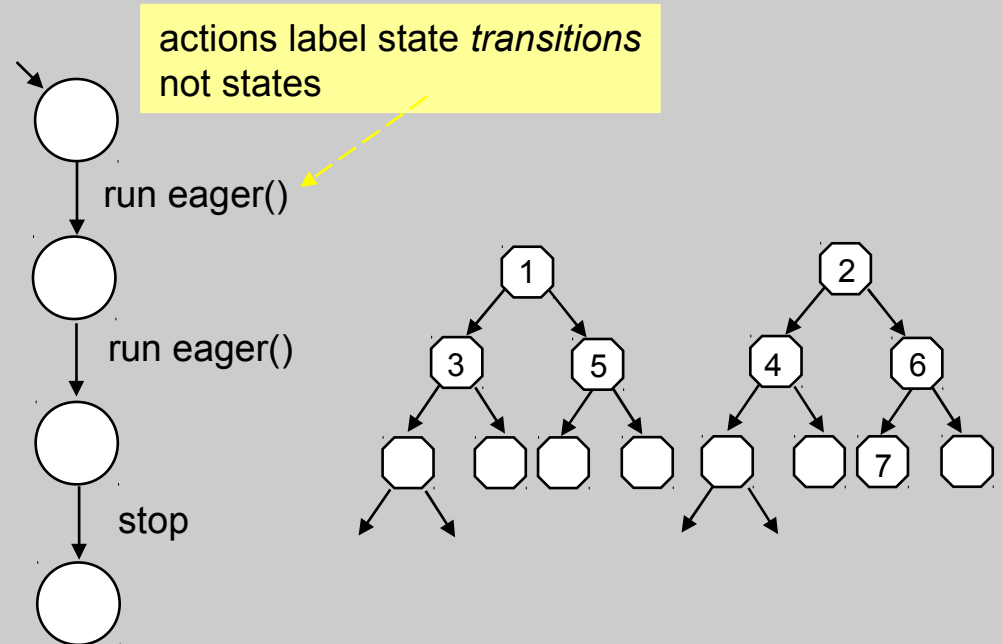 actions label state transitions
not states
run eager()
run eager()
stop
1
2
3
5
4
6
7